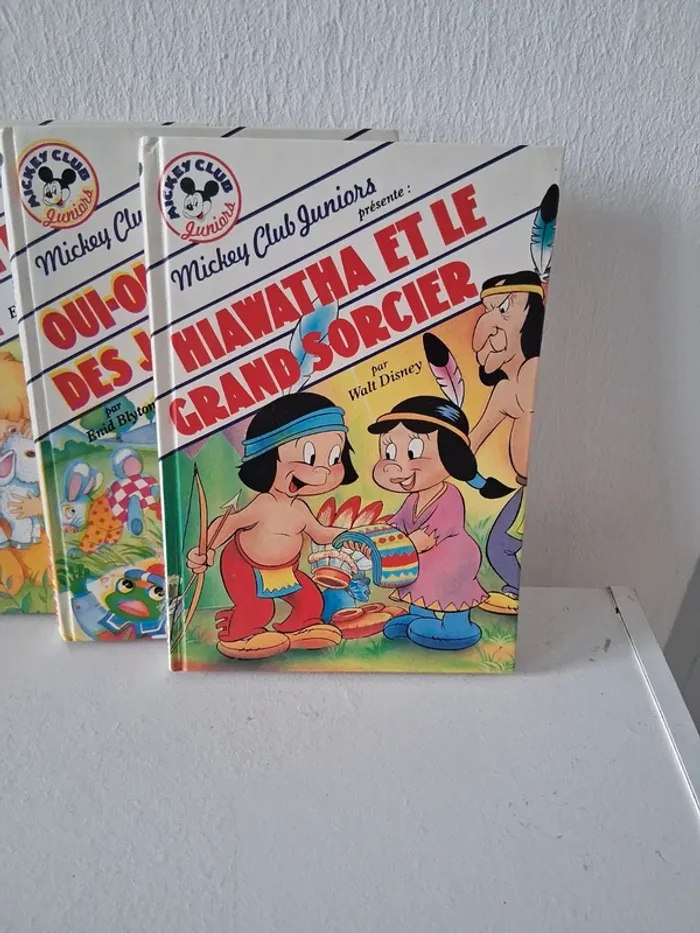 MICKEY CLUB
Juniors
Mickey Club Juniors
présente :
HIAWATHA ET LE
GRAND SORCIER
par
Walt Disney
MICKEY CLUB
Juniors
Mickey Clu
OUI-OU
DES J
par
Enid Blyton
E